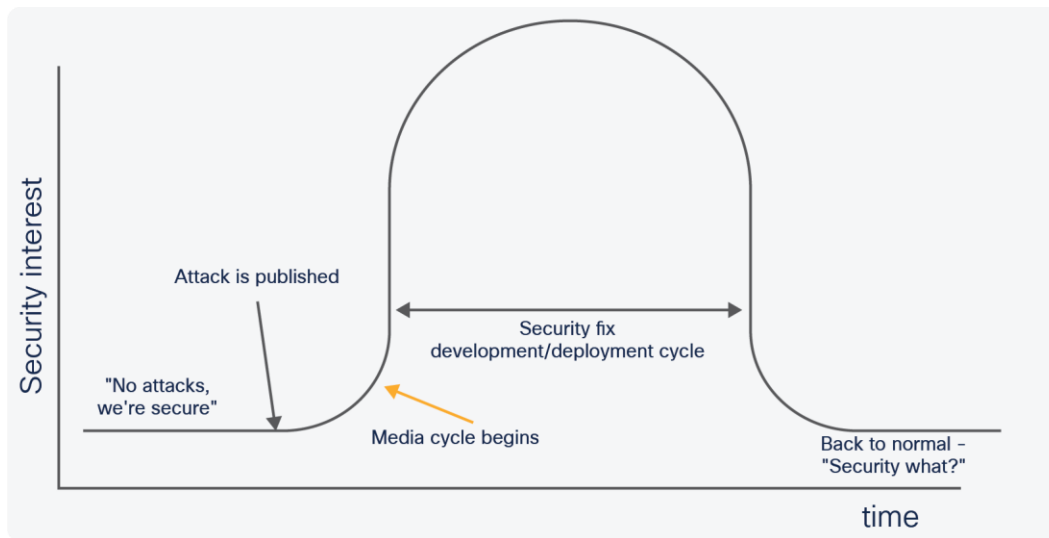 Security interest
Attack is published
"No attacks,
we're secure"
Security fix
development/deployment cycle
Media cycle begins
Back to normal -
"Security what?"
time